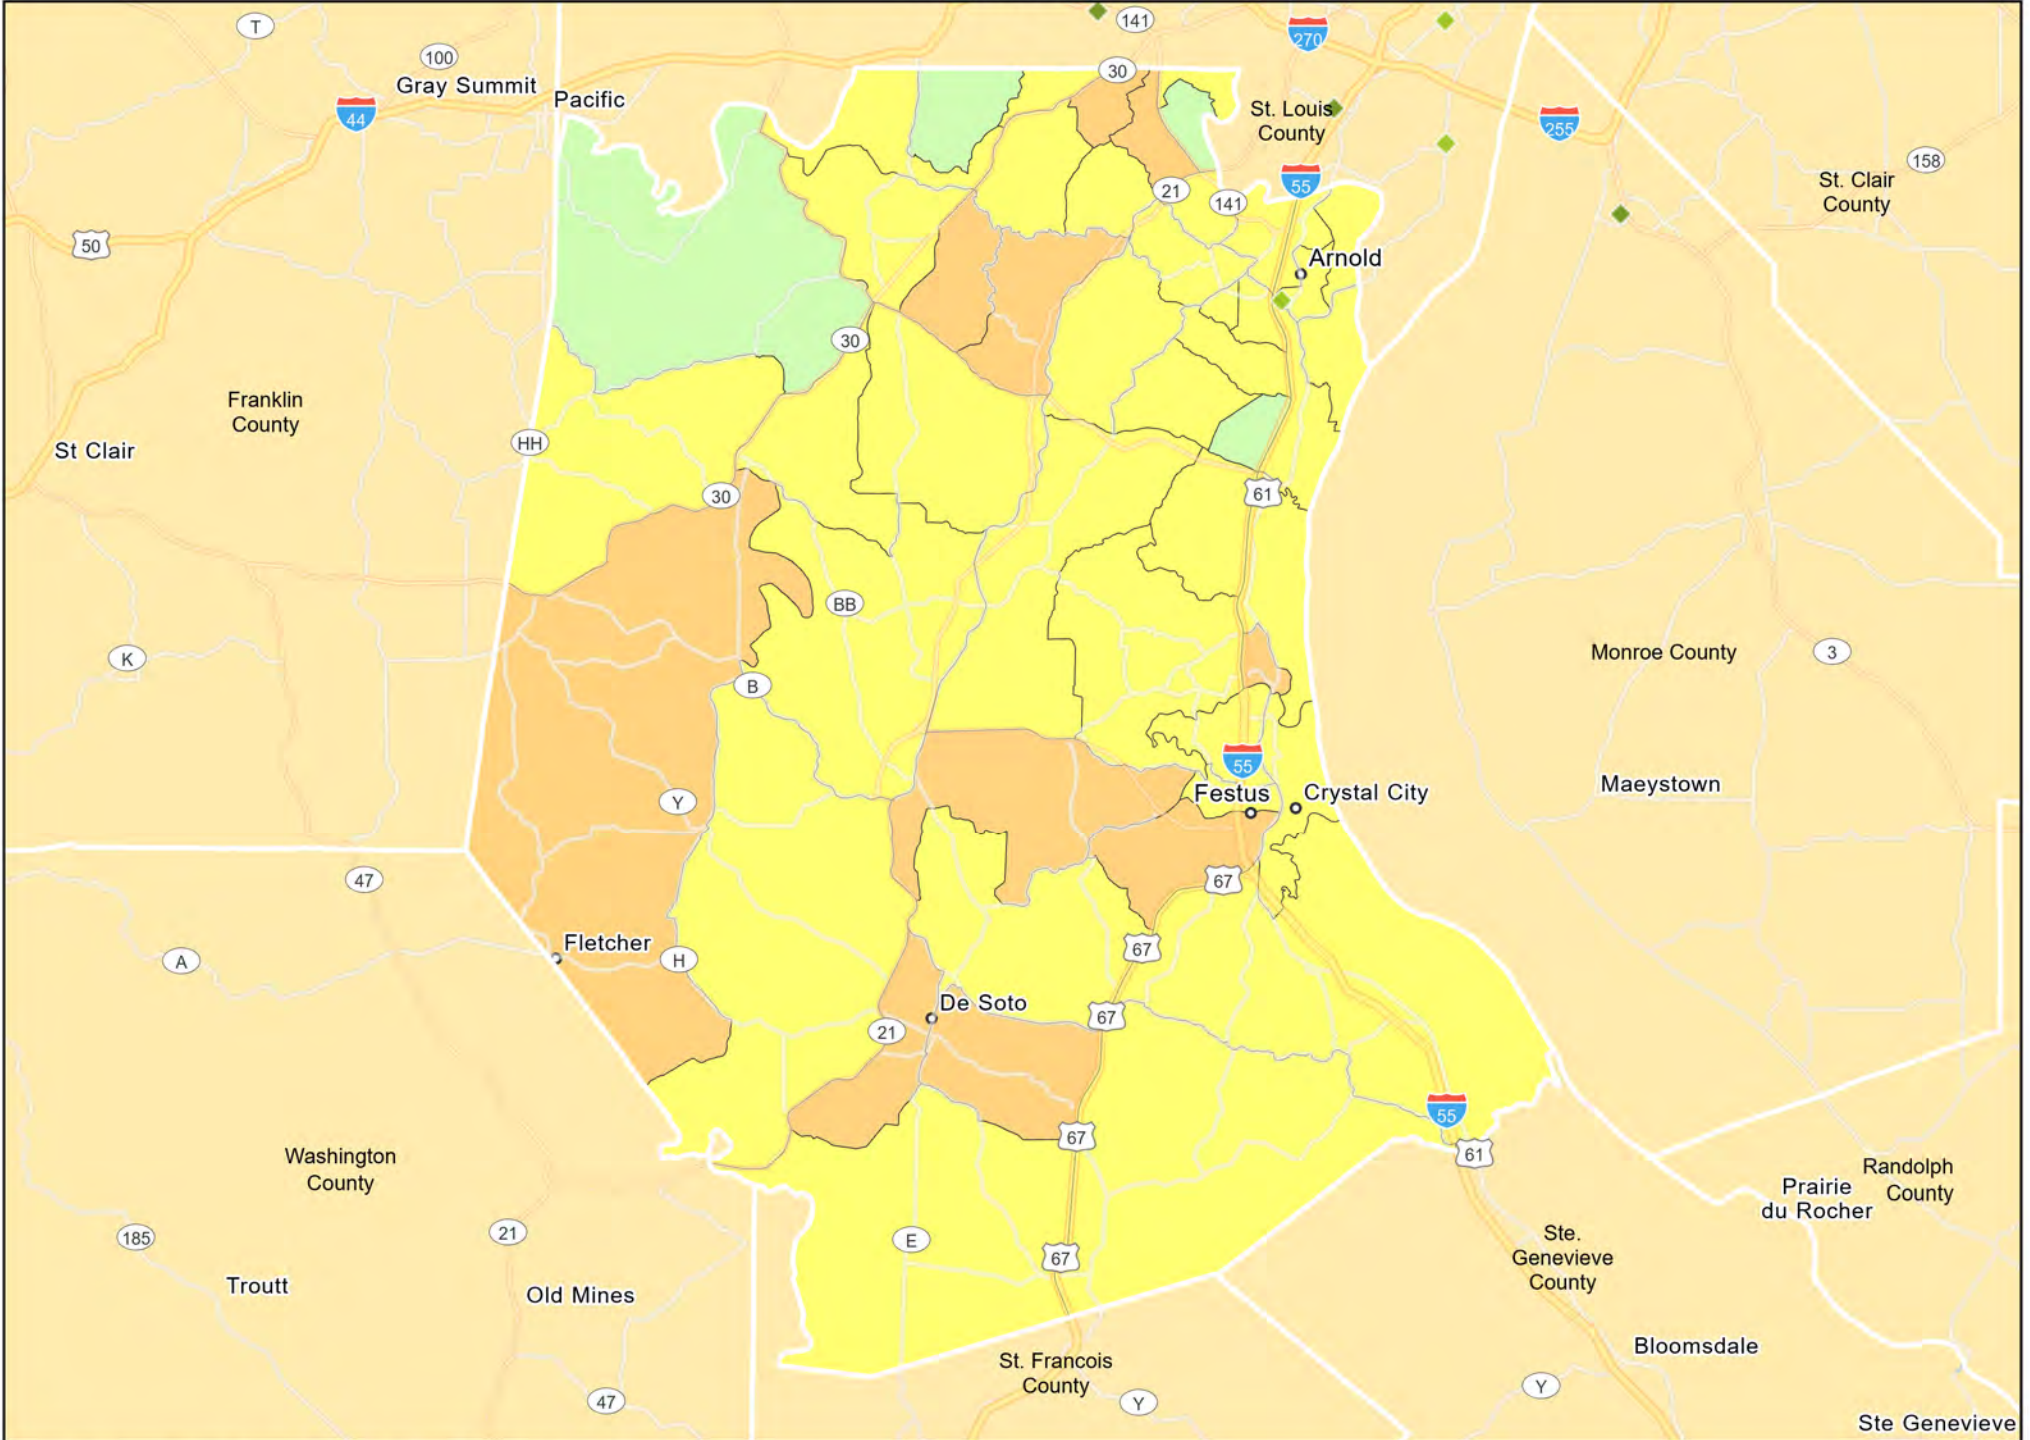 T
141
270
100
30
Gray Summit
Pacific
44
St. Louis
County
255
158
21
141
55
St. Clair
County
50
Arnold
30
Franklin
County
HH
St Clair
30
61
BB
K
Monroe County
3
B
55
Y
Festus
Crystal City
Maeystown
47
67
Fletcher
67
A
H
De Soto
67
21
55
67
61
Washington
County
Randolph
County
Prairie
du Rocher
185
21
E
67
Ste.
Genevieve
County
Troutt
Old Mines
Bloomsdale
St. Francois
County
47
Y
Y
Ste Genevieve